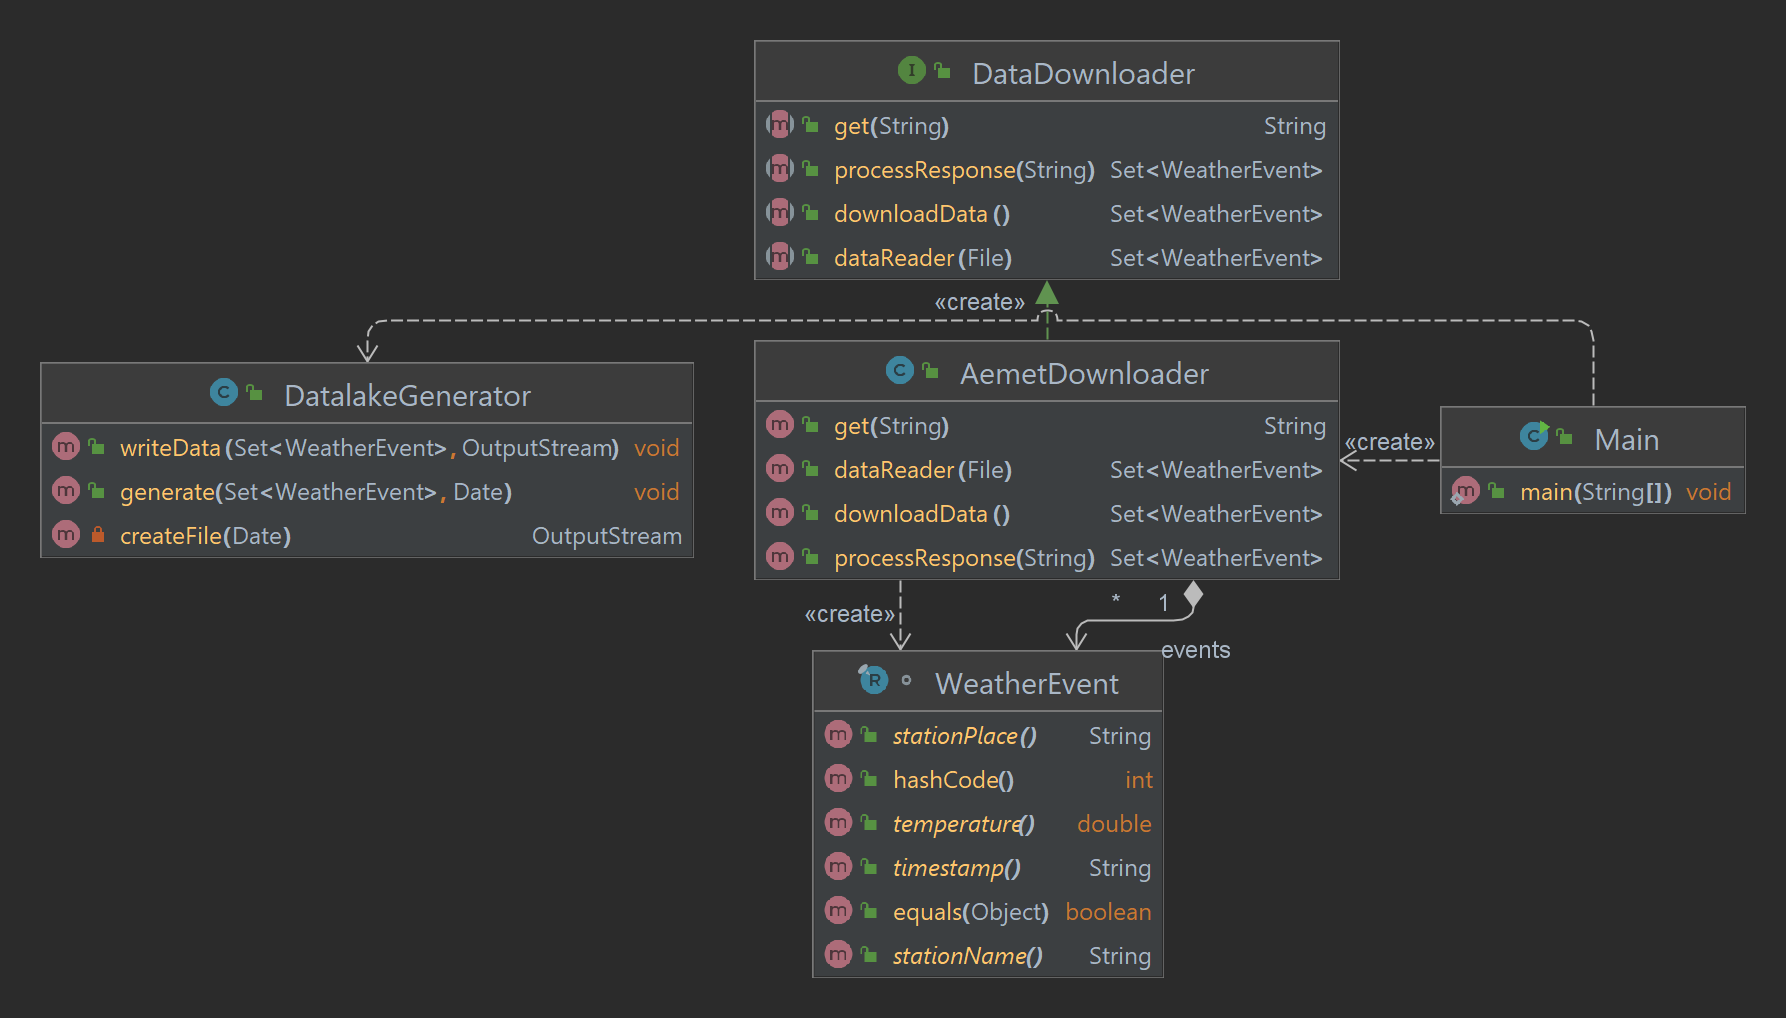 DataDownloader
get(String) String
processResponse(String) Set<WeatherEvent>
downloadData() Set<WeatherEvent>
dataReader(File) Set<WeatherEvent>
«create»
DatalakeGenerator
writeData(Set<WeatherEvent>, OutputStream) void
generate(Set<WeatherEvent>, Date) void
createFile(Date) OutputStream
AemetDownloader
get(String) String
dataReader(File) Set<WeatherEvent>
downloadData() Set<WeatherEvent>
processResponse(String) Set<WeatherEvent>
«create»
Main
main(String[]) void
«create»
* 1
events
WeatherEvent
stationPlace() String
hashCode() int
temperature() double
timestamp() String
equals(Object) boolean
stationName() String